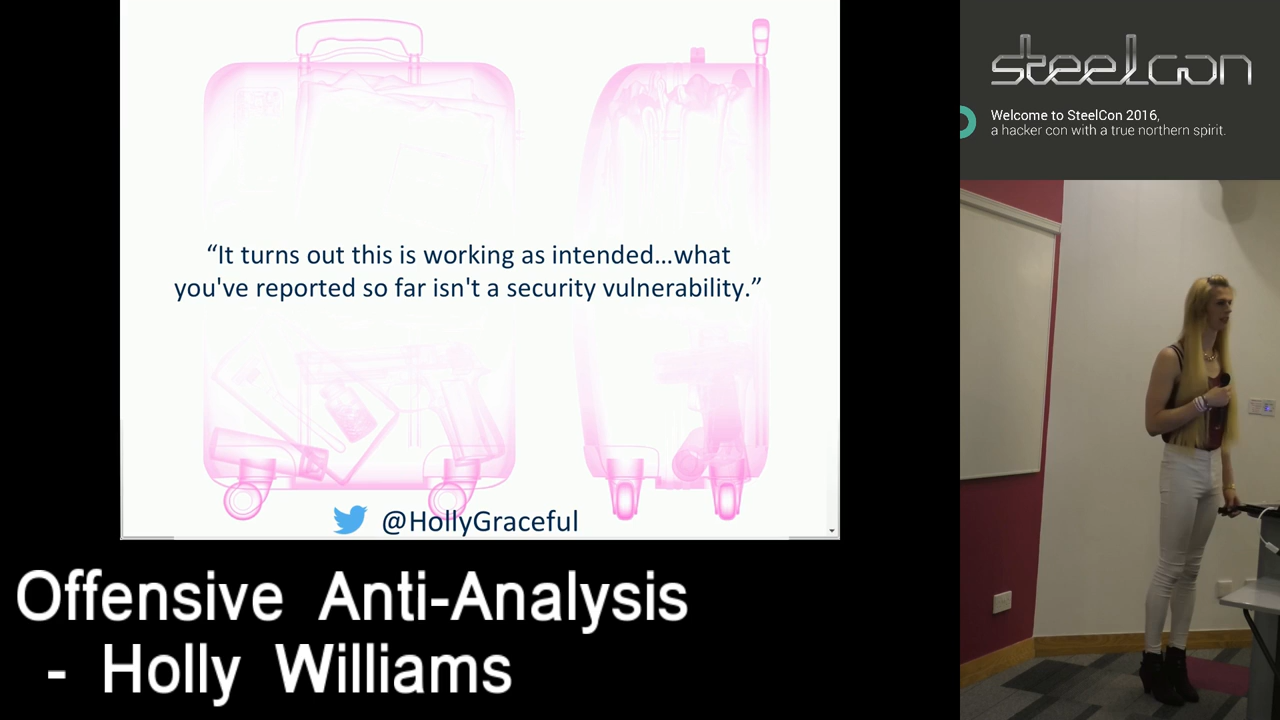 “It turns out this is working as intended...what
you've reported so far isn't a security vulnerability.”
@HollyGraceful
steelcon
Welcome to SteelCon 2016,
a hacker con with a true northern spirit.
Offensive Anti-Analysis
- Holly Williams